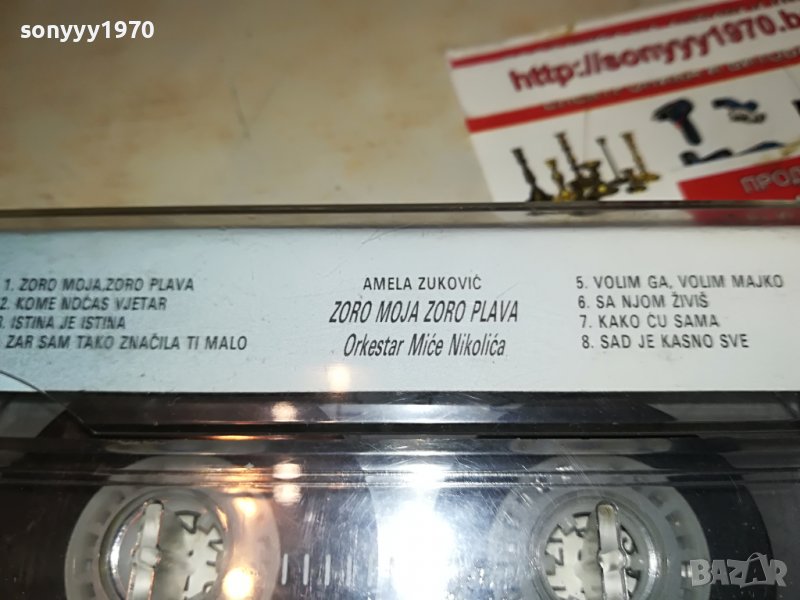 sonyyy1970
http://sonyyy1970.b
ПРОД
1. ZORO MOJA,ZORO PLAVA
2. KOME NOĆAS VJETAR
3. ISTINA JE ISTINA
ZAR SAM TAKO ZNAČILA TI MALO
AMELA ZUKOVIĆ
ZORO MOJA ZORO PLAVA
Orkestar Miće Nikolića
5. VOLIM GA, VOLIM MAJKO
6. SA NJOM ŽIVIŠ
7. KAKO ĆU SAMA
8. SAD JE KASNO SVE
BAZAR